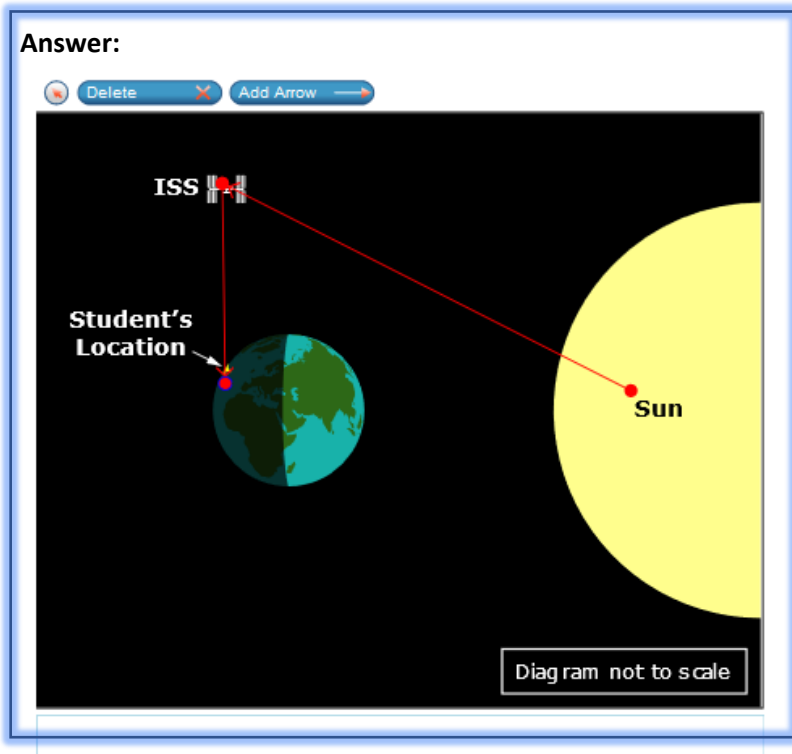 Answer:
Delete Add Arrow
ISS
Student's
Location
Sun
Diagram not to scale